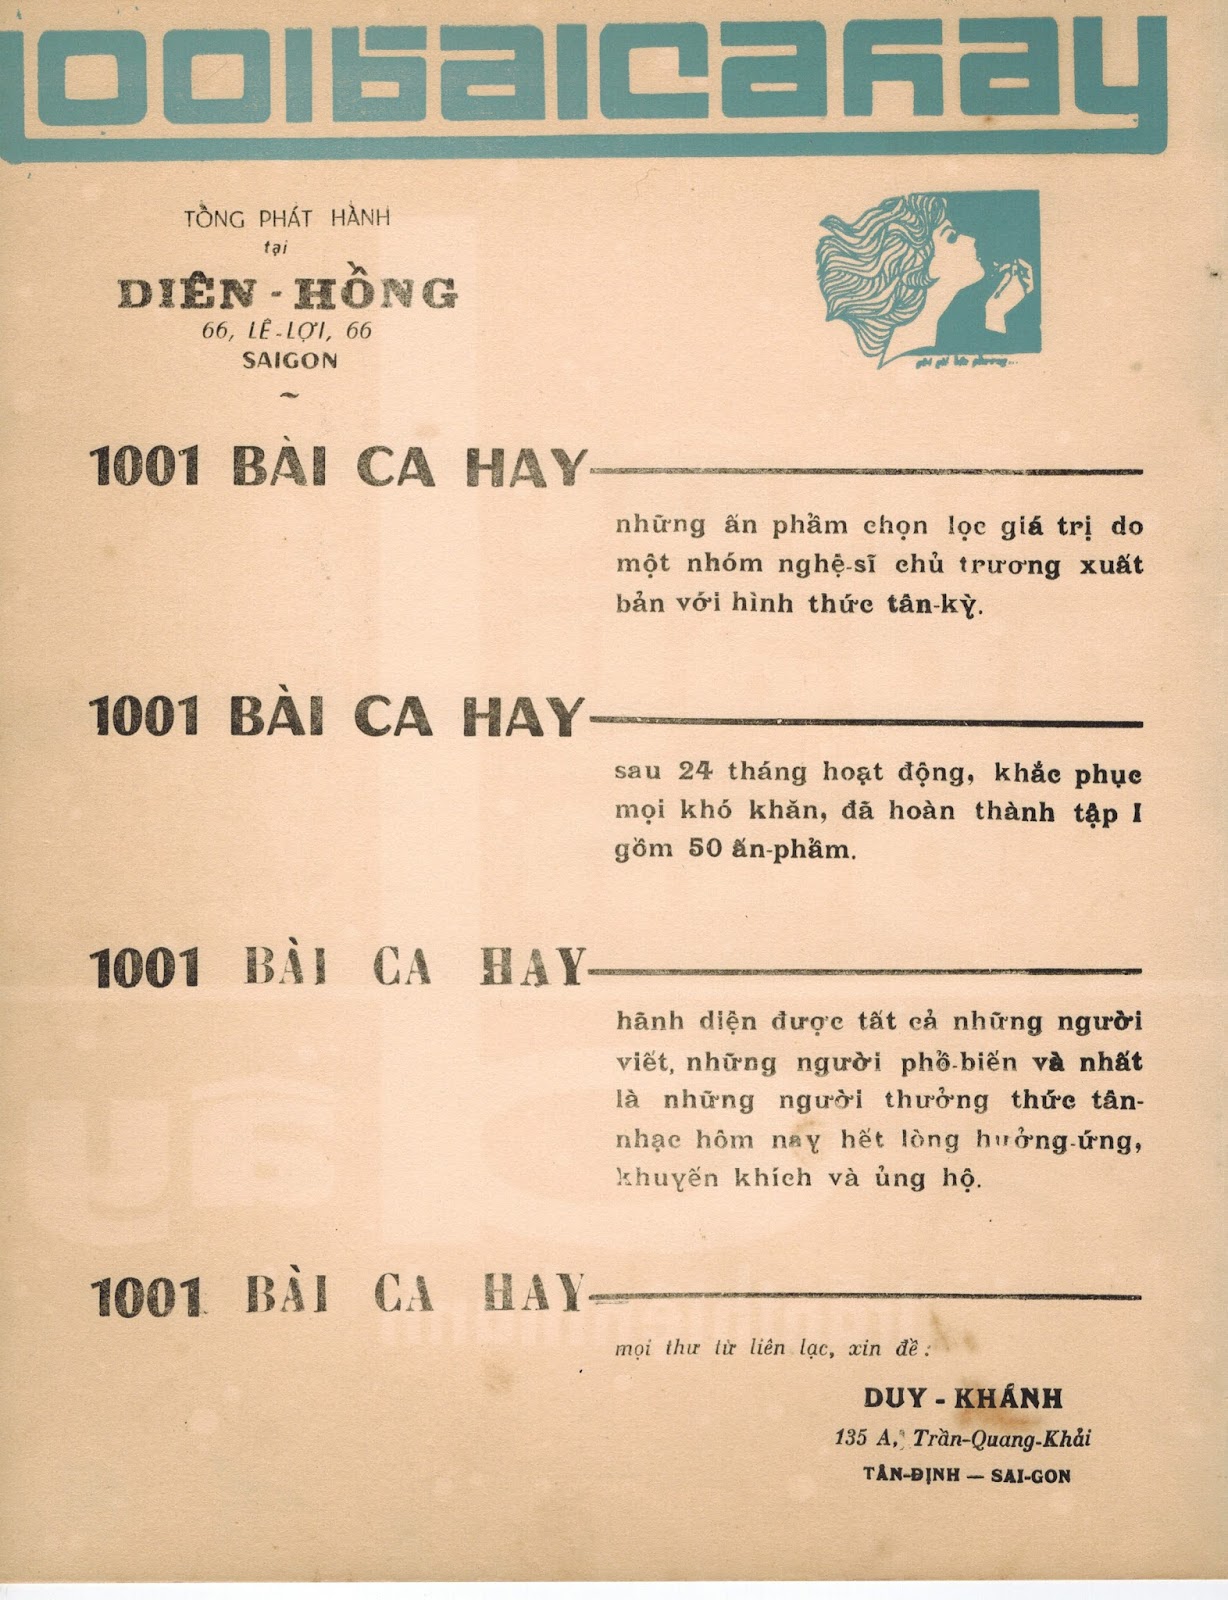 1001baicahay
TỔNG PHÁT HÀNH
tại
DIÊN - HỒNG
66, LÊ-LỢI, 66
SAIGON
~
1001 BÀI CA HAY
những ấn phẩm chọn lọc giá trị do
một nhóm nghệ-sĩ chủ trương xuất
bản với hình thức tân-kỳ.
1001 BÀI CA HAY
sau 24 tháng hoạt động, khắc phục
mọi khó khăn, đã hoàn thành tập I
gồm 50 ấn-phẩm.
1001 BÀI CA HAY
hãnh diện được tất cả những người
viết, những người phổ-biến và nhất
là những người thưởng thức tân-
nhạc hôm nay hết lòng hưởng-ứng,
khuyến khích và ủng hộ.
1001 BÀI CA HAY
mọi thư từ liên lạc, xin đề :
DUY - KHÁNH
135 A, Trần-Quang-Khải
TÂN-ĐỊNH — SAI-GON